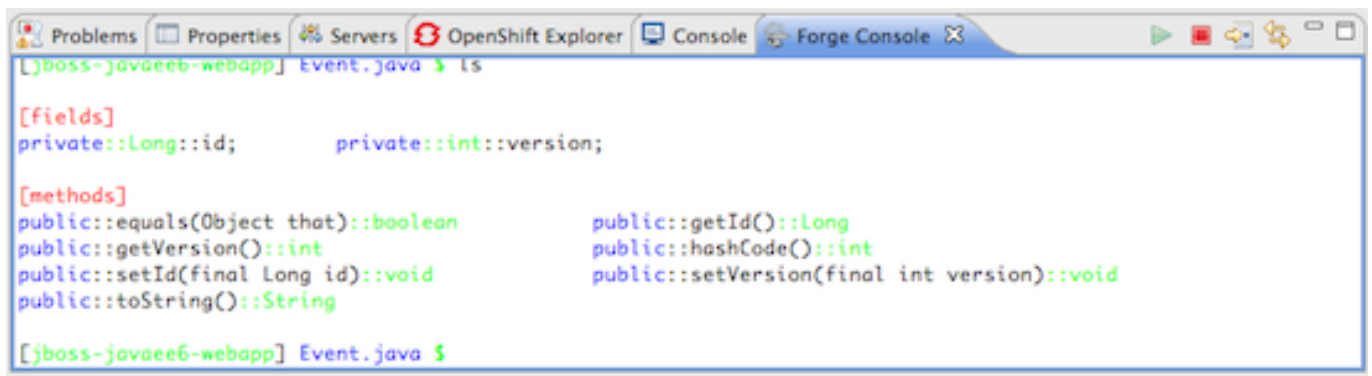 Problems Properties Servers OpenShift Explorer Console Forge Console
[jboss-javaee6-webapp] Event.java $ ls
[fields]
private::Long::id; private::int::version;
[methods]
public::equals(Object that)::boolean public::getId()::Long
public::getVersion()::int public::hashCode()::int
public::setId(final Long id)::void public::setVersion(final int version)::void
public::toString()::String
[jboss-javaee6-webapp] Event.java $